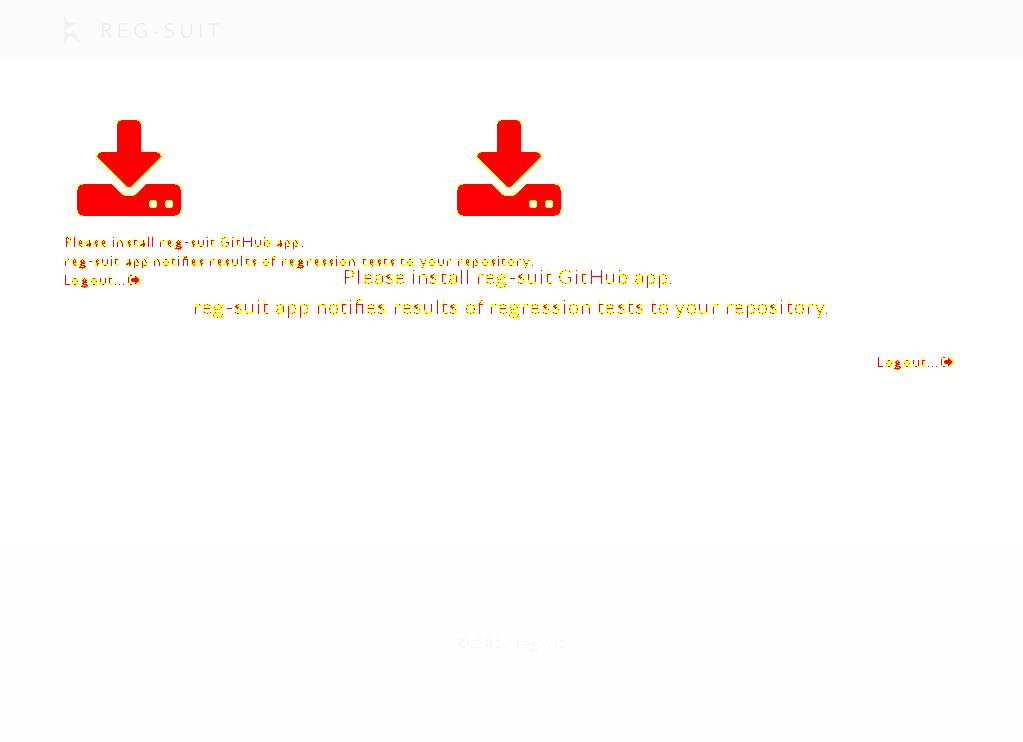 REG-SUIT
Please install reg-suit GitHub app.
reg-suit app notifies results of regression tests to your repository.
Logout...
Please install reg-suit GitHub app.
reg-suit app notifies results of regression tests to your repository.
Logout...
© 2017 reg-viz